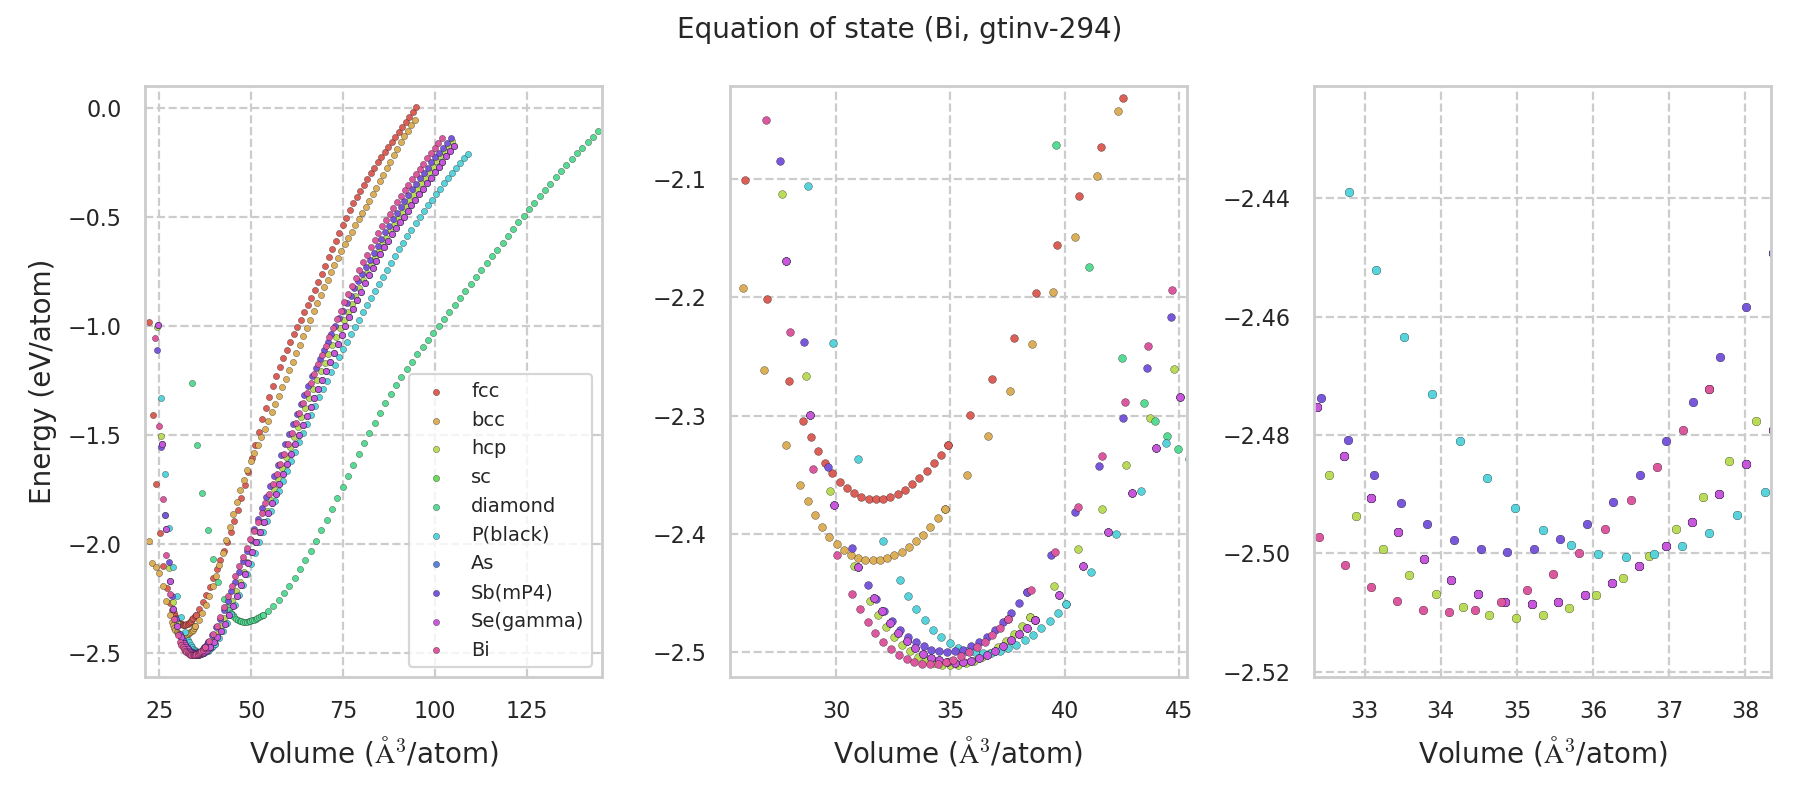 Equation of state (Bi, gtinv-294)
Energy (eV/atom)
0.0
−0.5
−1.0
−1.5
−2.0
−2.5
25 50 75 100 125
Volume (Å³/atom)
fcc
bcc
hcp
sc
diamond
P(black)
As
Sb(mP4)
Se(gamma)
Bi
−2.1
−2.2
−2.3
−2.4
−2.5
30 35 40 45
Volume (Å³/atom)
−2.44
−2.46
−2.48
−2.50
−2.52
33 34 35 36 37 38
Volume (Å³/atom)